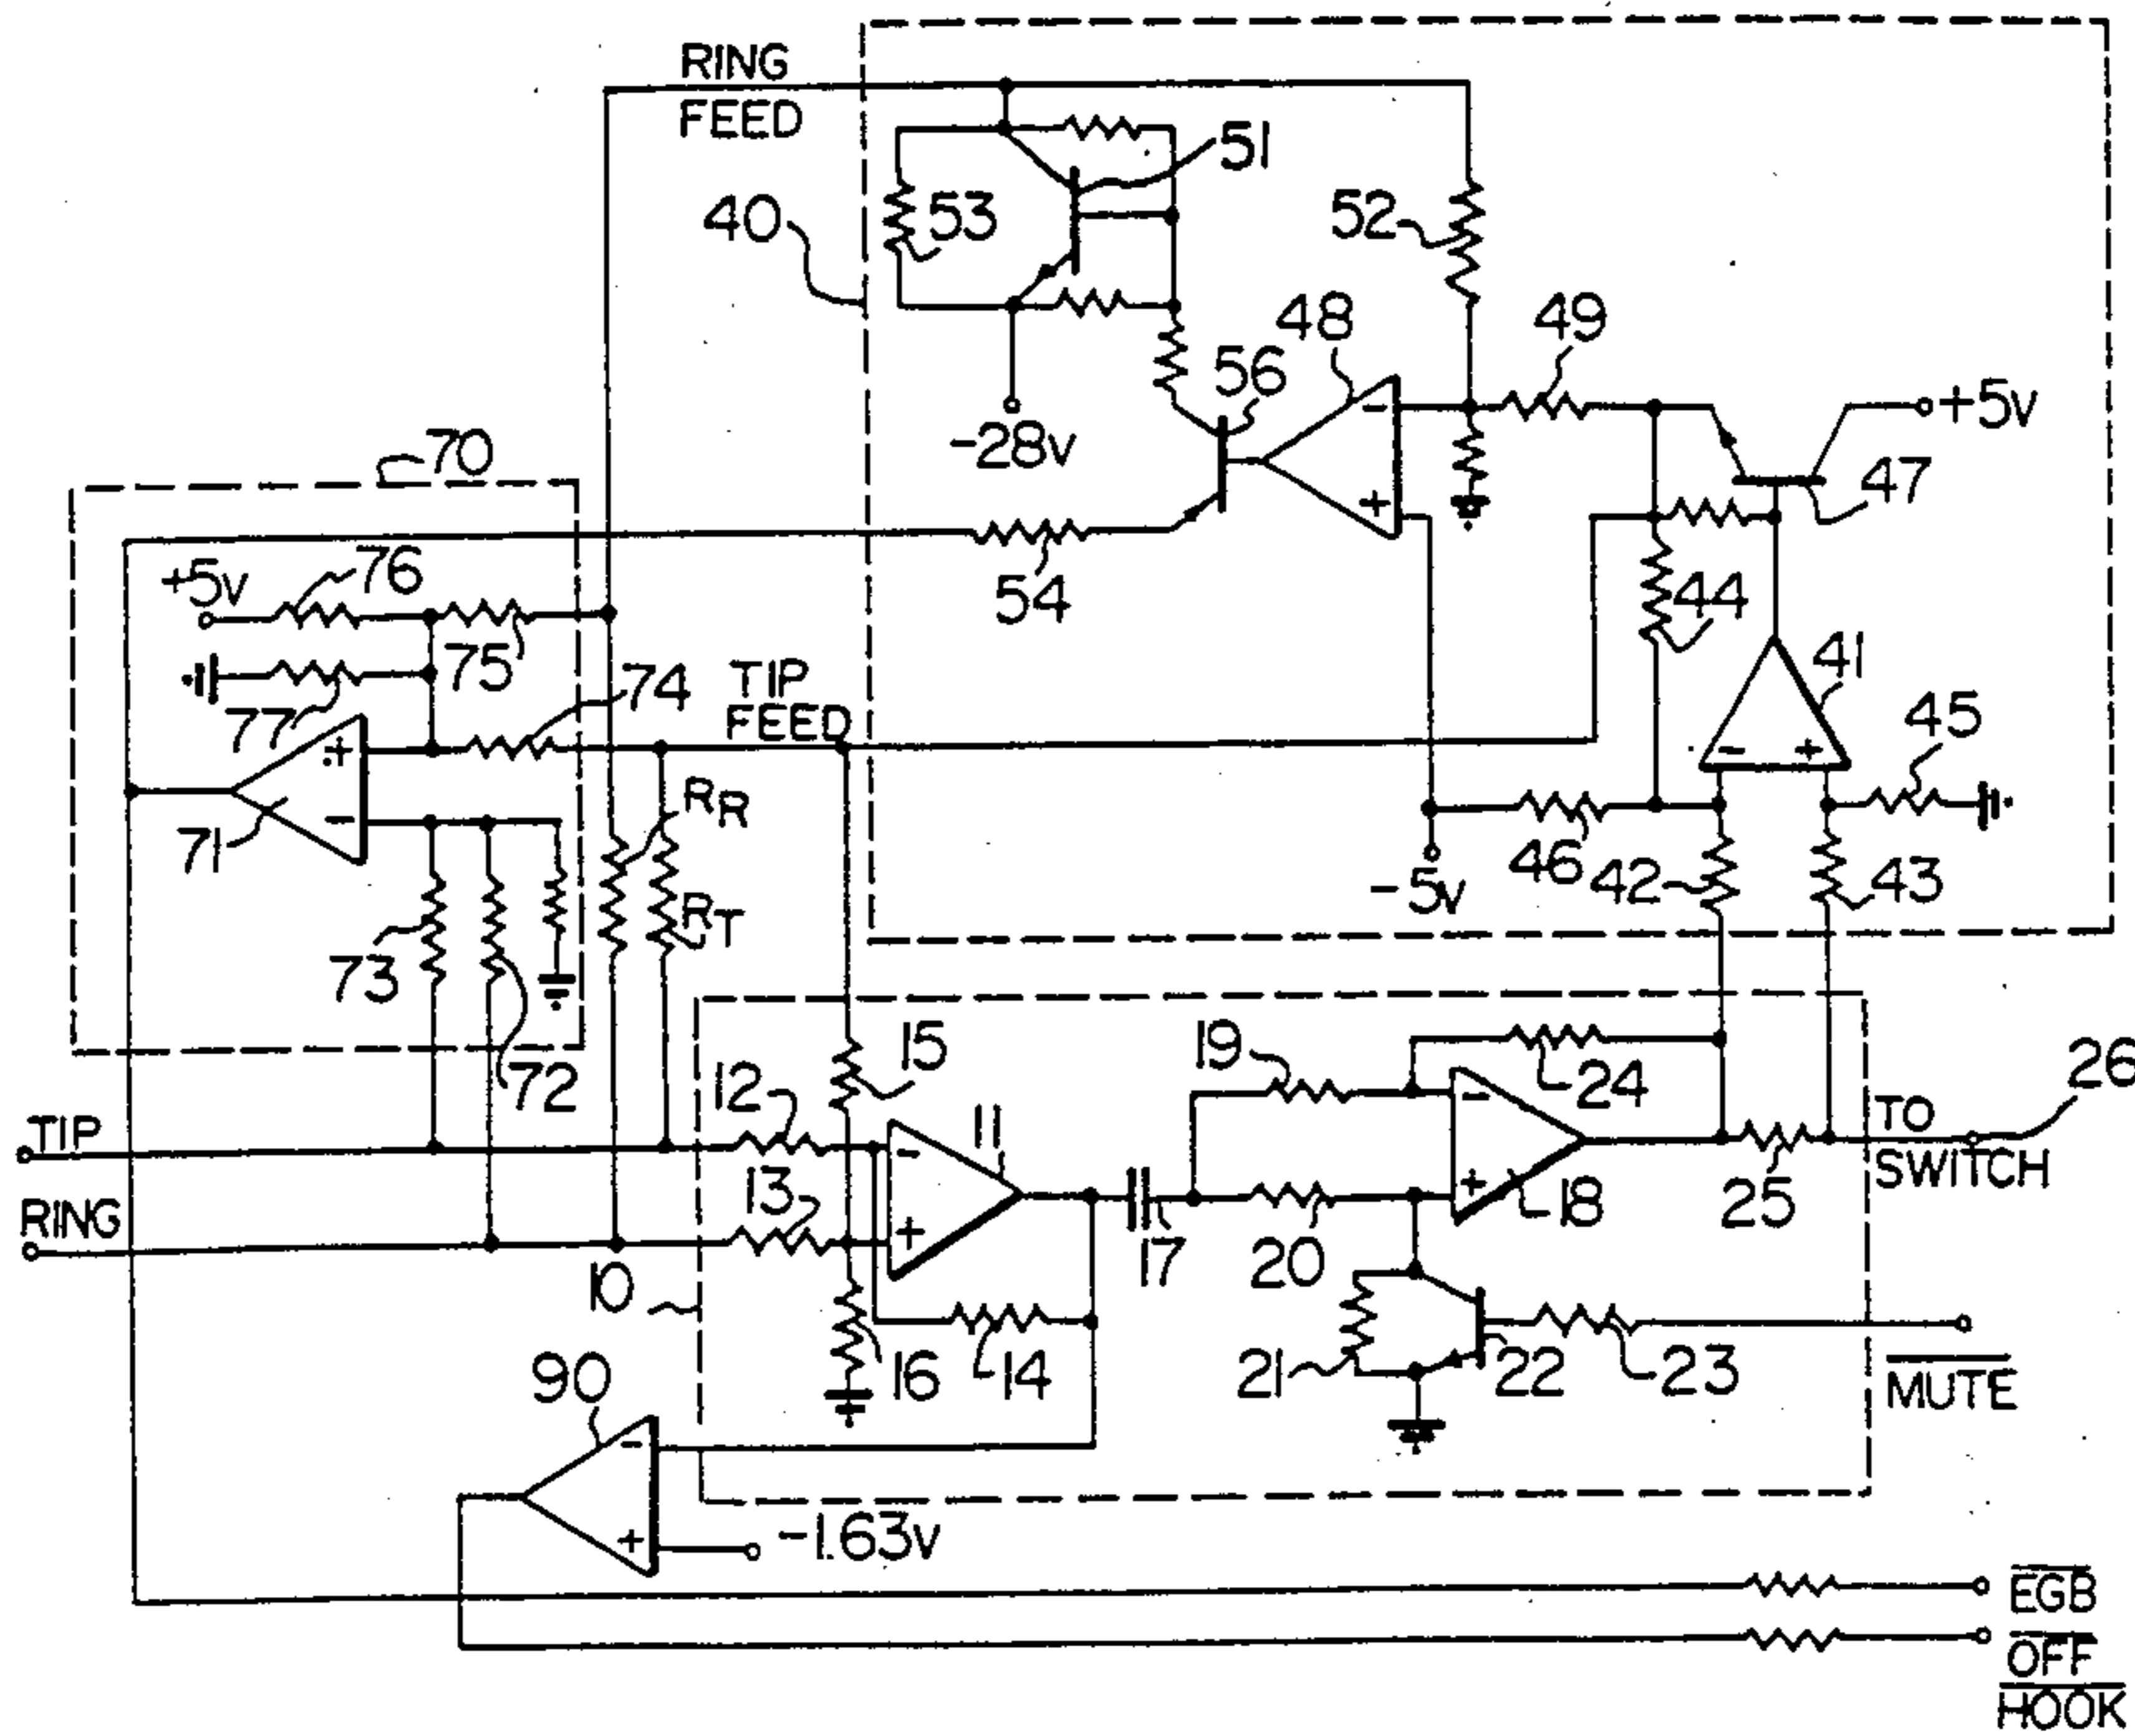 RING
FEED
51
40
53
52
48
49
56
+5v
-28v
47
70
+5v
76
54
44
41
75
74
TIP
FEED
45
77
+
-
-
+
-
+
71
RR
RT
-5v
46
42
43
73
72
15
19
24
26
12
11
TIP
TO
SWITCH
13
-
+
-
+
25
18
RING
10
17
20
16
14
21
22
23
MUTE
90
-
+
-1.63v
EGB
OFF
HOOK